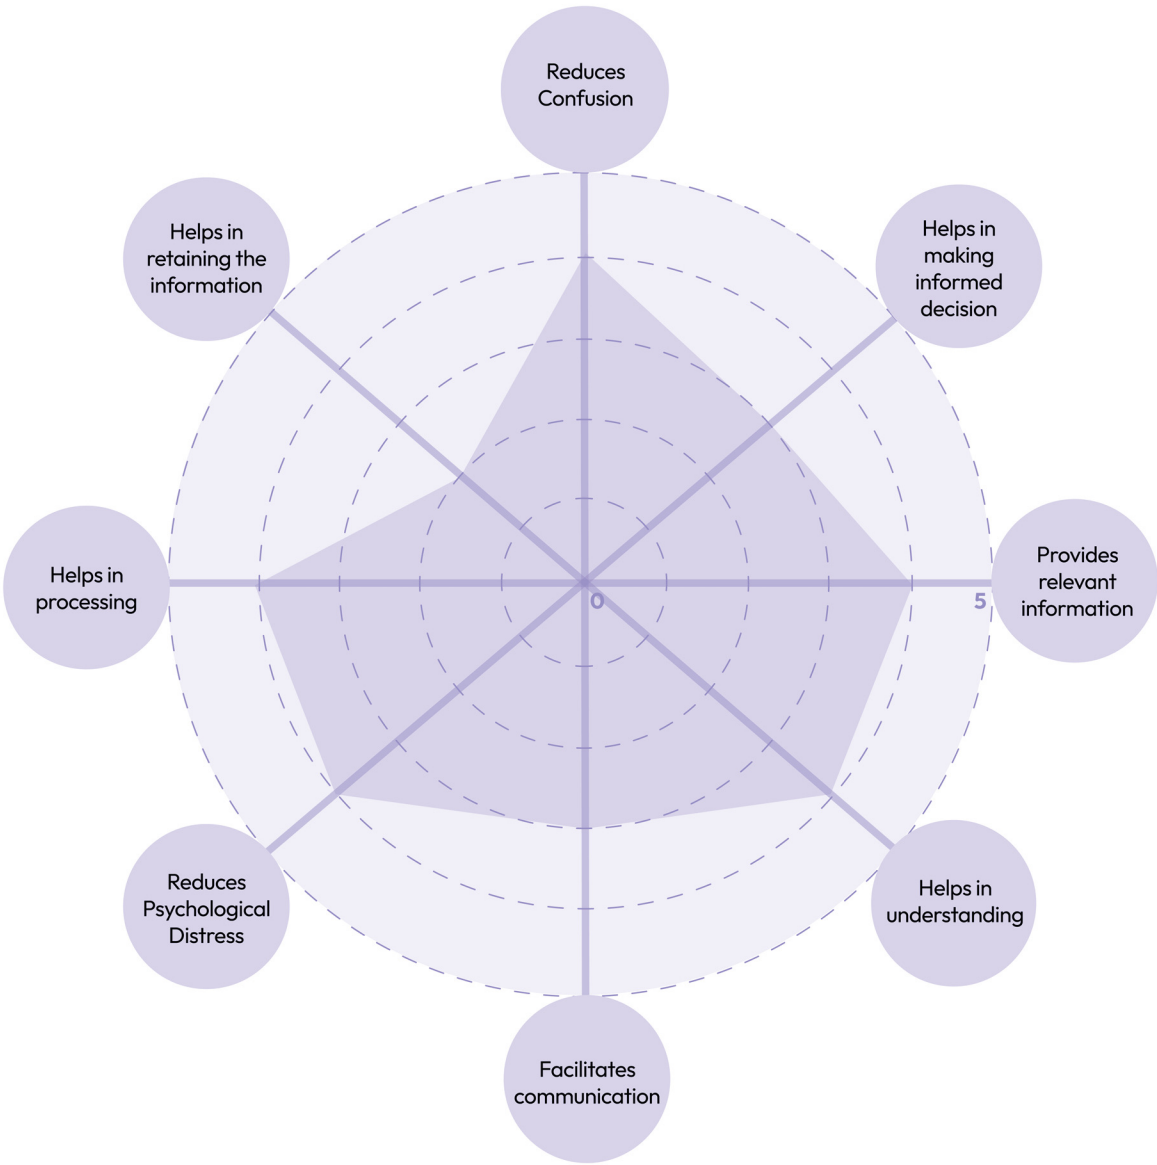 Reduces
Confusion
Helps in
retaining the
information
Helps in
making
informed
decision
Helps in
processing
0
5
Provides
relevant
information
Reduces
Psychological
Distress
Helps in
understanding
Facilitates
communication